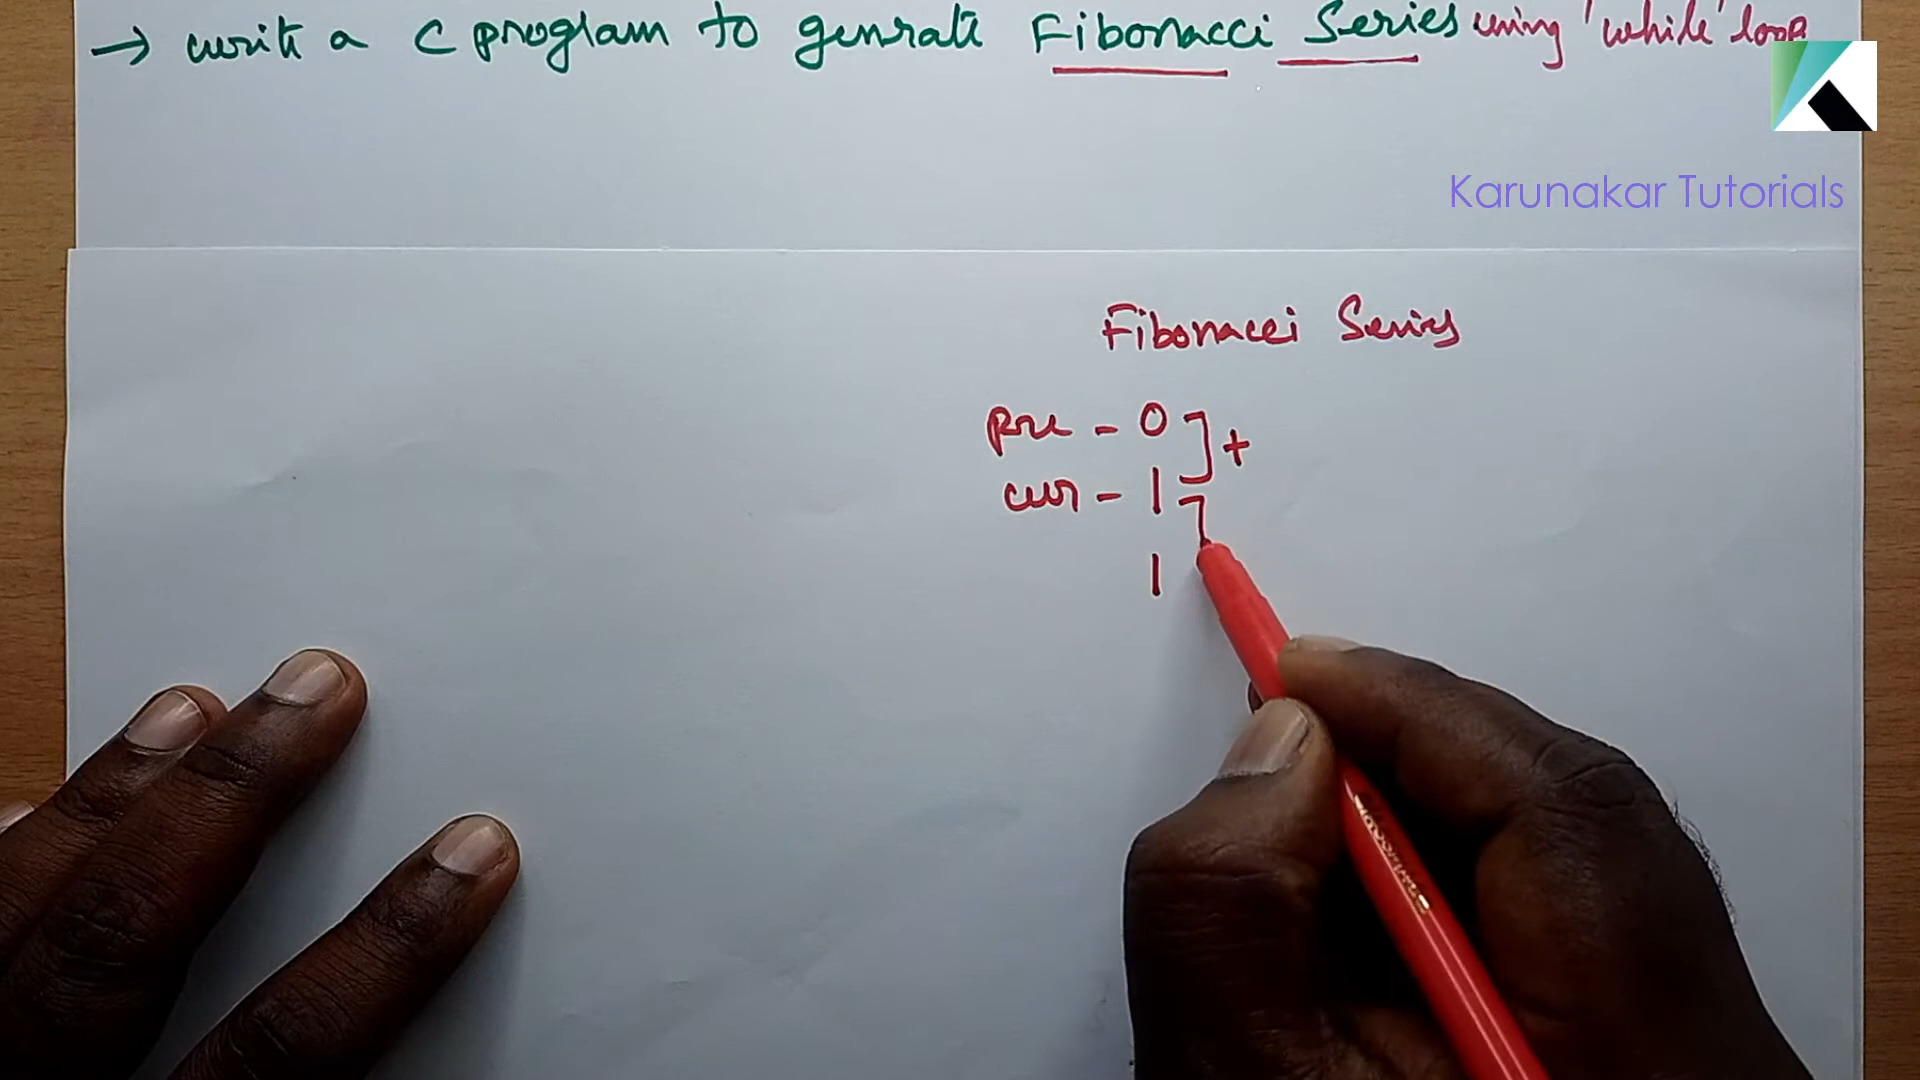 → write a C program to genrate Fibonacci Series using 'while' loop
Karunakar Tutorials
Fibonacci Series
pre - 0 ] +
cur - 1
1